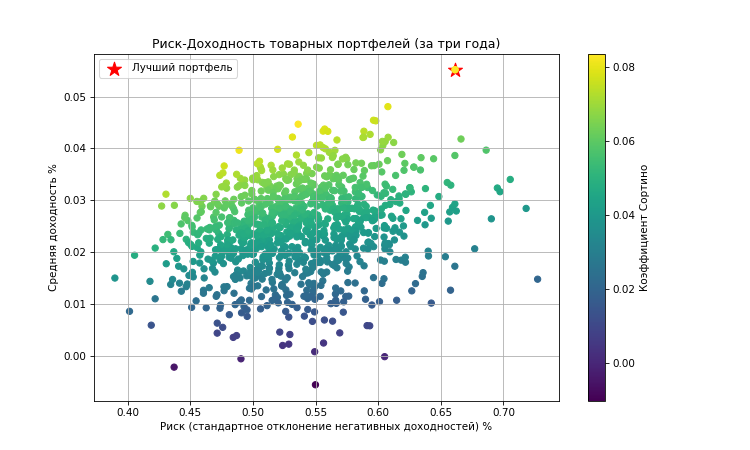 Риск-Доходность товарных портфелей (за три года)
Лучший портфель
Средняя доходность %
0.05
0.04
0.03
0.02
0.01
0.00
0.40 0.45 0.50 0.55 0.60 0.65 0.70
Риск (стандартное отклонение негативных доходностей) %
0.08
0.06
0.04
0.02
0.00
Коэффициент Сортино